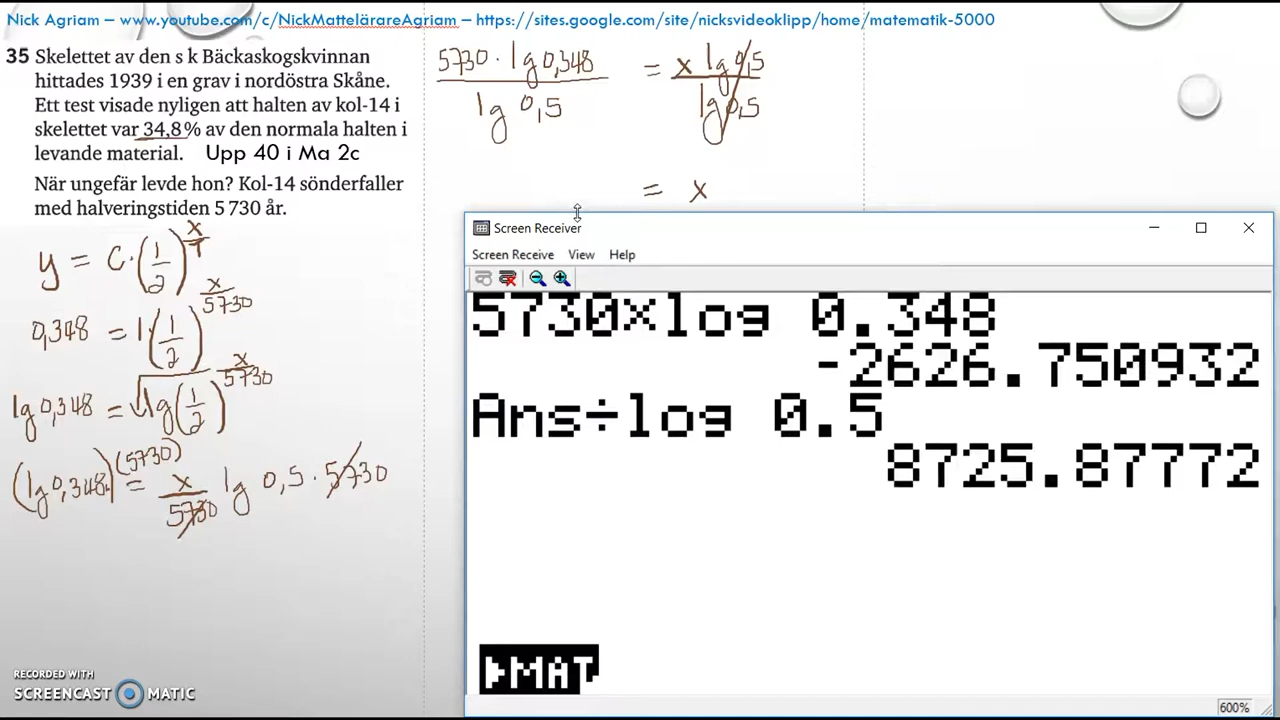 Nick Agriam – www.youtube.com/c/NickMattelärareAgriam – https://sites.google.com/site/nicksvideoklipp/home/matematik-5000
35 Skelettet av den s k Bäckaskogskvinnan
hittades 1939 i en grav i nordöstra Skåne.
Ett test visade nyligen att halten av kol-14 i
skelettet var 34,8% av den normala halten i
levande material. Upp 40 i Ma 2c
När ungefär levde hon? Kol-14 sönderfaller
med halveringstiden 5 730 år.
y = C·(1/2)^(x/T)
0,348 = 1·(1/2)^(x/5730)
lg 0,348 = lg(1/2)^(x/5730)
(lg 0,348)(5730) = x/5730 lg 0,5 · 5730
5730 · lg 0,348 / lg 0,5 = x lg 0,5 / lg 0,5
= x
Screen Receiver
Screen Receive View Help
5730×log 0.348
-2626.750932
Ans÷log 0.5
8725.87772
▶MAT
600%
RECORDED WITH
SCREENCAST MATIC